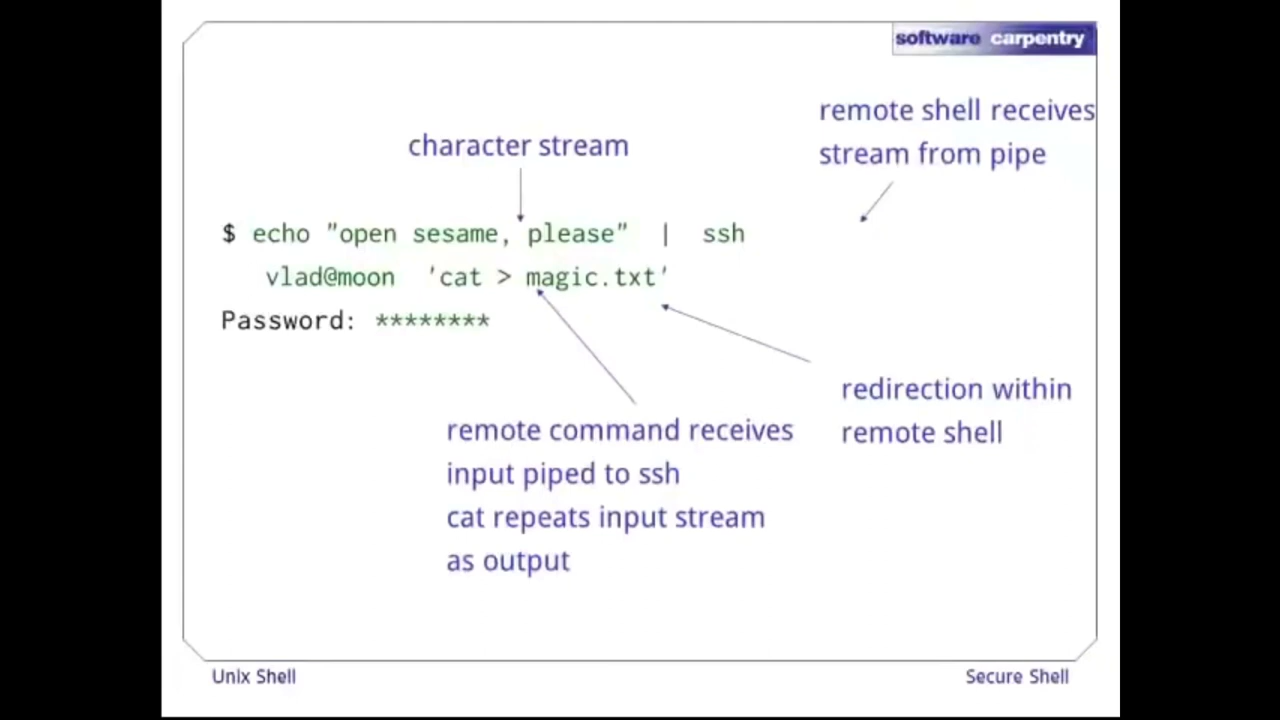 software carpentry
remote shell receives
stream from pipe
character stream
$ echo "open sesame, please" | ssh
vlad@moon 'cat > magic.txt'
Password: ********
redirection within
remote shell
remote command receives
input piped to ssh
cat repeats input stream
as output
Unix Shell
Secure Shell